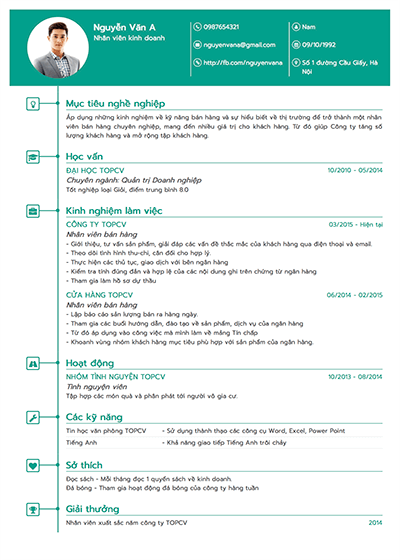 Nguyễn Văn A
Nhân viên kinh doanh
0987654321
nguyenvana@gmail.com
http://fb.com/nguyenvana
Nam
09/10/1992
Số 1 đường Cầu Giấy, Hà
Nội
Mục tiêu nghề nghiệp
Áp dụng những kinh nghiệm về kỹ năng bán hàng và sự hiểu biết về thị trường để trở thành một nhân
viên bán hàng chuyên nghiệp, mang đến nhiều giá trị cho khách hàng. Từ đó giúp Công ty tăng số
lượng khách hàng và mở rộng tập khách hàng.
Học vấn
ĐẠI HỌC TOPCV 10/2010 - 05/2014
Chuyên ngành: Quản trị Doanh nghiệp
Tốt nghiệp loại Giỏi, điểm trung bình 8.0
Kinh nghiệm làm việc
CÔNG TY TOPCV 03/2015 - Hiện tại
Nhân viên bán hàng
- Giới thiệu, tư vấn sản phẩm, giải đáp các vấn đề thắc mắc của khách hàng qua điện thoại và email.
- Theo dõi tình hình thu-chi, cân đối cho hợp lý.
- Thực hiện các thủ tục, giao dịch với bên ngân hàng
- Kiểm tra tính đúng đắn và hợp lệ của các nội dung ghi trên chứng từ ngân hàng
- Tham gia làm hồ sơ dự thầu
CỬA HÀNG TOPCV 06/2014 - 02/2015
Nhân viên bán hàng
- Lập báo cáo sản lượng bán ra hàng ngày.
- Tham gia các buổi hướng dẫn, đào tạo về sản phẩm, dịch vụ của ngân hàng
- Từ đó áp dụng vào công việc mà mình làm về mảng Tín chấp
- Khoanh vùng nhóm khách hàng mục tiêu phù hợp với sản phẩm của ngân hàng.
Hoạt động
NHÓM TÌNH NGUYỆN TOPCV 10/2013 - 08/2014
Tình nguyện viên
Tập hợp các món quà và phân phát tới người vô gia cư.
Các kỹ năng
Tin học văn phòng TOPCV - Sử dụng thành thạo các công cụ Word, Excel, Power Point
Tiếng Anh - Khả năng giao tiếp Tiếng Anh trôi chảy
Sở thích
Đọc sách - Mỗi tháng đọc 1 quyển sách về kinh doanh.
Đá bóng - Tham gia hoạt động đá bóng của công ty hàng tuần
Giải thưởng
Nhân viên xuất sắc năm công ty TOPCV 2014